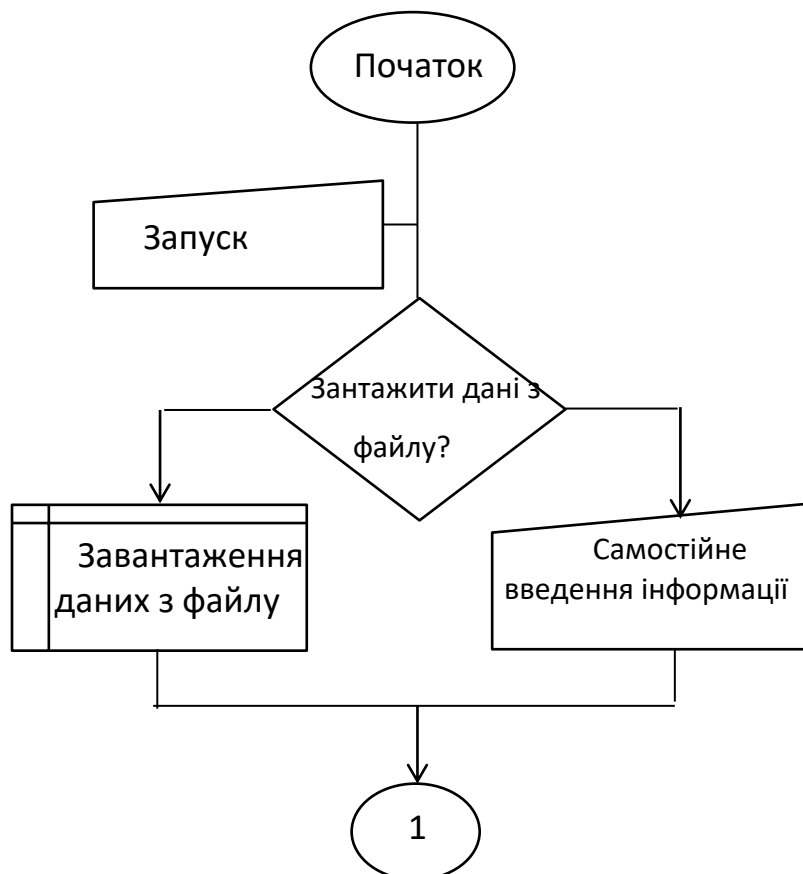 Початок
Запуск
Зантажити дані з
файлу?
Завантаження
даних з файлу
Самостійне
введення інформації
1